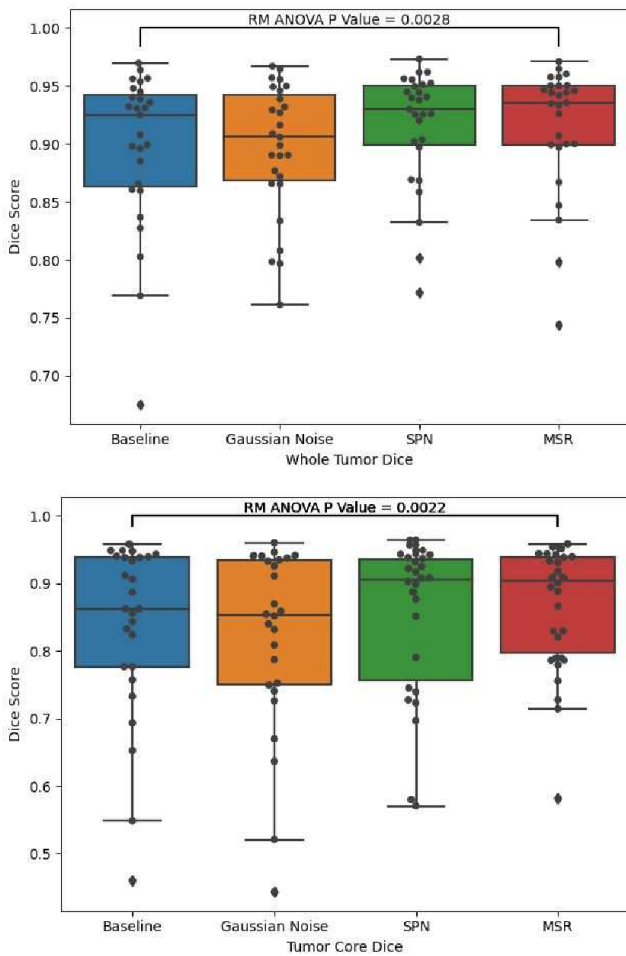 RM ANOVA P Value = 0.0028
1.00
0.95
0.90
0.85
0.80
0.75
0.70
Dice Score
Baseline Gaussian Noise SPN MSR
Whole Tumor Dice
RM ANOVA P Value = 0.0022
1.0
0.9
0.8
0.7
0.6
0.5
Dice Score
Baseline Gaussian Noise SPN MSR
Tumor Core Dice